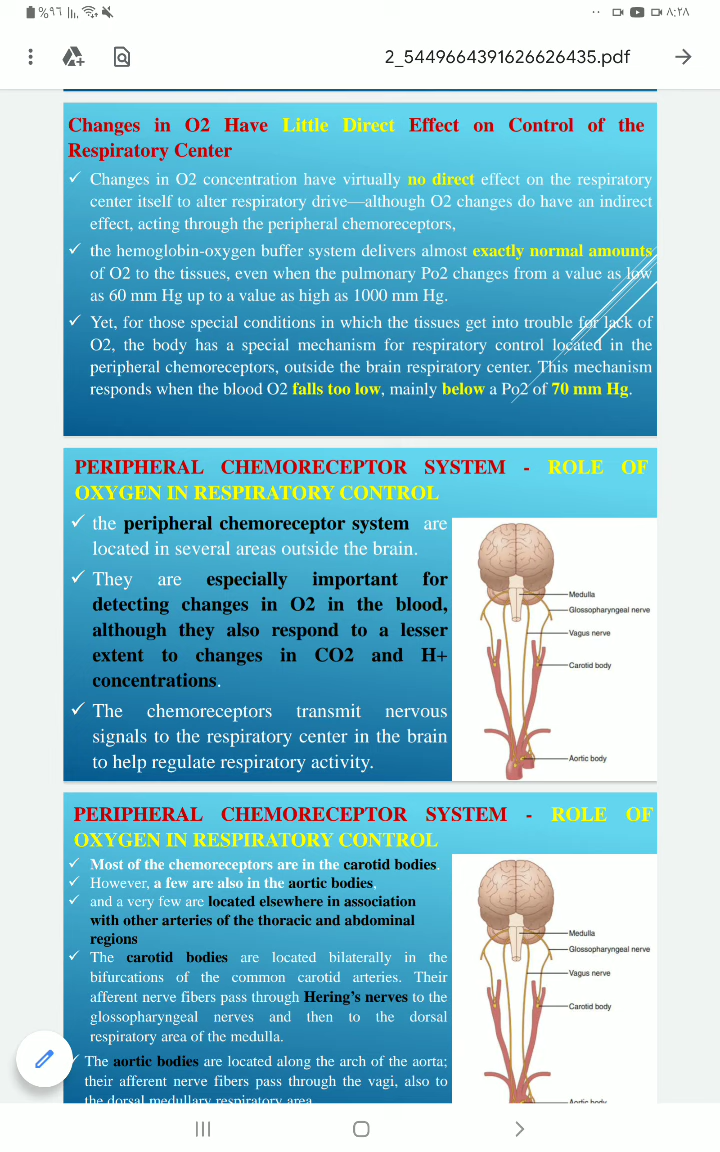 %٩٦ ٨:٢٨
2_5449664391626626435.pdf
Changes in O2 Have Little Direct Effect on Control of the
Respiratory Center
✓ Changes in O2 concentration have virtually no direct effect on the respiratory
center itself to alter respiratory drive—although O2 changes do have an indirect
effect, acting through the peripheral chemoreceptors,
✓ the hemoglobin-oxygen buffer system delivers almost exactly normal amounts
of O2 to the tissues, even when the pulmonary Po2 changes from a value as low
as 60 mm Hg up to a value as high as 1000 mm Hg.
✓ Yet, for those special conditions in which the tissues get into trouble for lack of
O2, the body has a special mechanism for respiratory control located in the
peripheral chemoreceptors, outside the brain respiratory center. This mechanism
responds when the blood O2 falls too low, mainly below a Po2 of 70 mm Hg.
PERIPHERAL CHEMORECEPTOR SYSTEM - ROLE OF
OXYGEN IN RESPIRATORY CONTROL
✓ the peripheral chemoreceptor system are
located in several areas outside the brain.
✓ They are especially important for
detecting changes in O2 in the blood,
although they also respond to a lesser
extent to changes in CO2 and H+
concentrations.
✓ The chemoreceptors transmit nervous
signals to the respiratory center in the brain
to help regulate respiratory activity.
Medulla
Glossopharyngeal nerve
Vagus nerve
Carotid body
Aortic body
PERIPHERAL CHEMORECEPTOR SYSTEM - ROLE OF
OXYGEN IN RESPIRATORY CONTROL
✓ Most of the chemoreceptors are in the carotid bodies.
✓ However, a few are also in the aortic bodies,
✓ and a very few are located elsewhere in association
with other arteries of the thoracic and abdominal
regions
✓ The carotid bodies are located bilaterally in the
bifurcations of the common carotid arteries. Their
afferent nerve fibers pass through Hering's nerves to the
glossopharyngeal nerves and then to the dorsal
respiratory area of the medulla.
✓ The aortic bodies are located along the arch of the aorta;
their afferent nerve fibers pass through the vagi, also to
the dorsal medullary respiratory area.
Medulla
Glossopharyngeal nerve
Vagus nerve
Carotid body
Aortic body